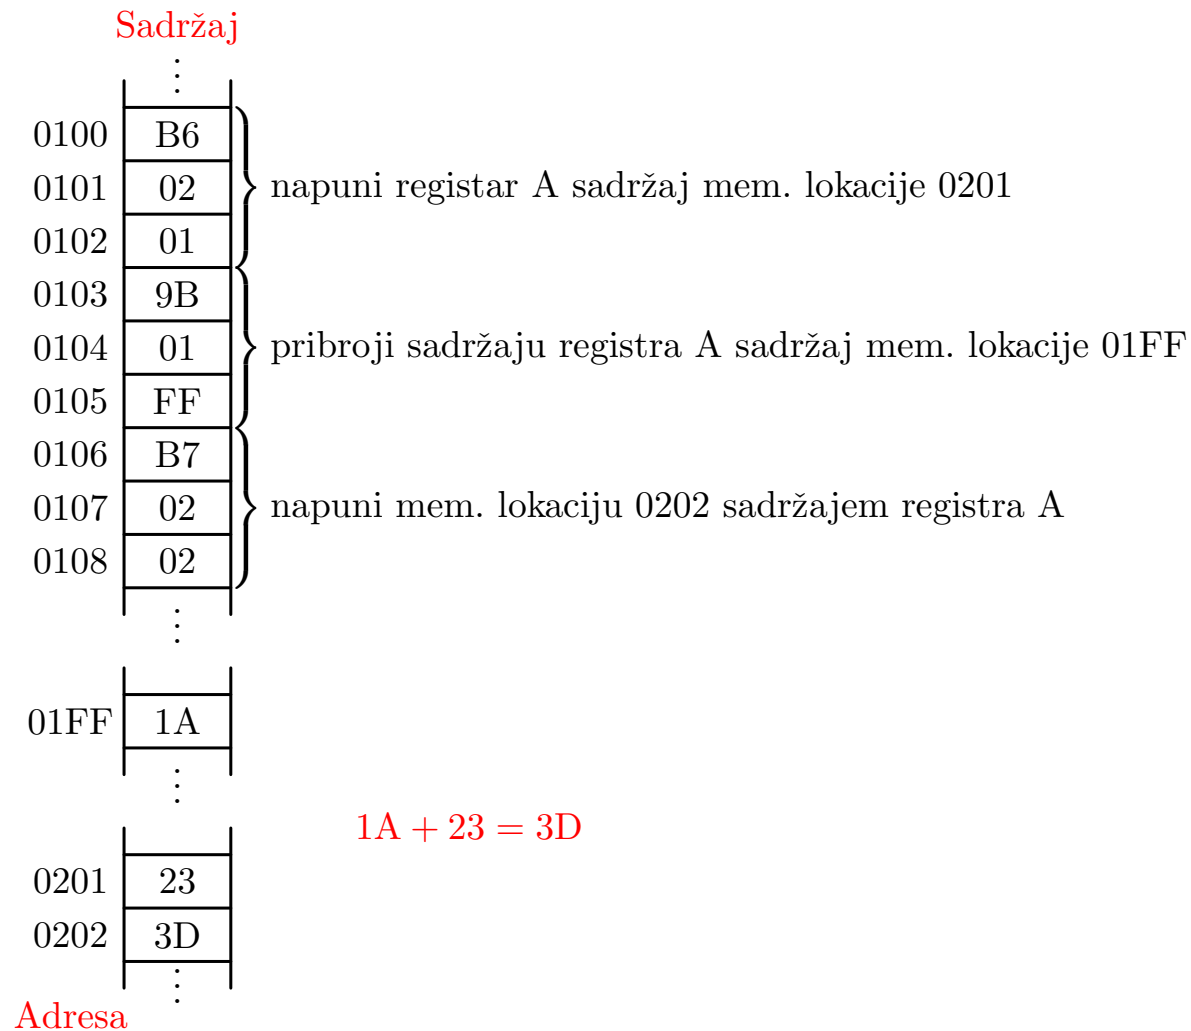 Sadržaj
0100 B6
0101 02 napuni registar A sadržaj mem. lokacije 0201
0102 01
0103 9B
0104 01 pribroji sadržaju registra A sadržaj mem. lokacije 01FF
0105 FF
0106 B7
0107 02 napuni mem. lokaciju 0202 sadržajem registra A
0108 02
01FF 1A
1A + 23 = 3D
0201 23
0202 3D
Adresa